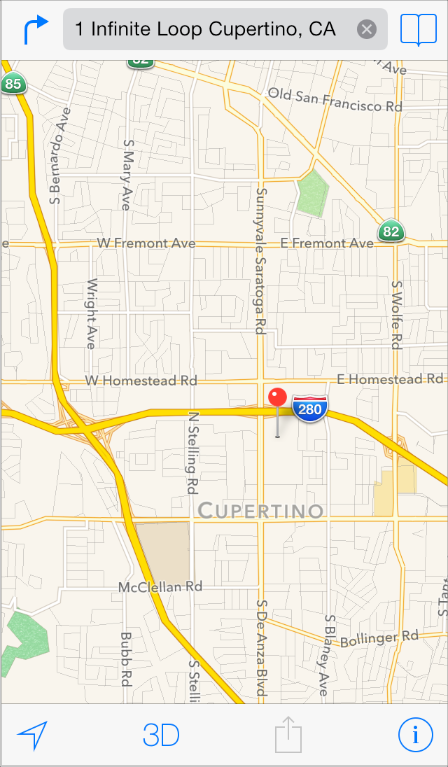 1 Infinite Loop Cupertino, CA
85
82
Ave
Old San Francisco Rd
S Bernardo Ave
S Mary Ave
Sunnyvale Saratoga Rd
82
W Fremont Ave
E Fremont Ave
Wright Ave
S Wolfe Rd
W Homestead Rd
E Homestead Rd
280
N Stelling Rd
CUPERTINO
McClellan Rd
Bubb Rd
S Stelli
S De Anza Blvd
S Blaney Ave
Bollinger Rd
S Tant
3D
i